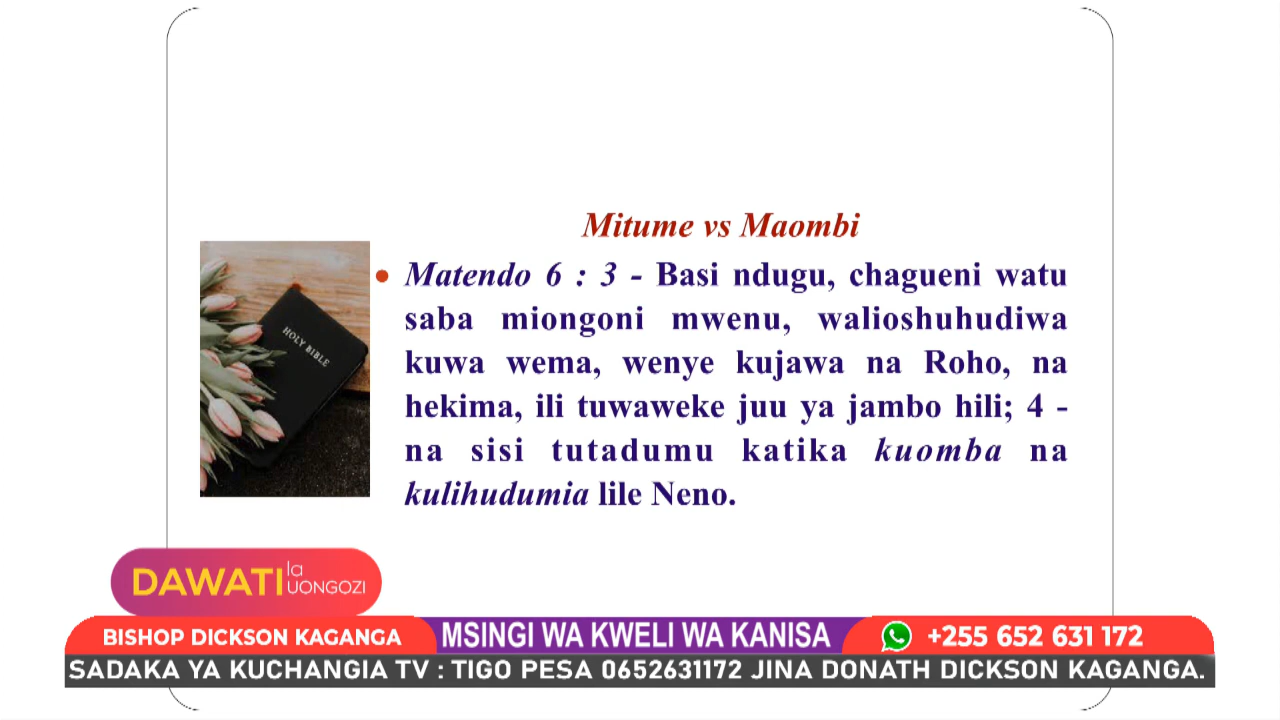 Mitume vs Maombi
HOLY BIBLE
• Matendo 6 : 3 - Basi ndugu, chagueni watu
saba miongoni mwenu, walioshuhudiwa
kuwa wema, wenye kujawa na Roho, na
hekima, ili tuwaweke juu ya jambo hili; 4 -
na sisi tutadumu katika kuomba na
kulihudumia lile Neno.
DAWATI la UONGOZI
BISHOP DICKSON KAGANGA
MSINGI WA KWELI WA KANISA
+255 652 631 172
SADAKA YA KUCHANGIA TV : TIGO PESA 0652631172 JINA DONATH DICKSON KAGANGA.